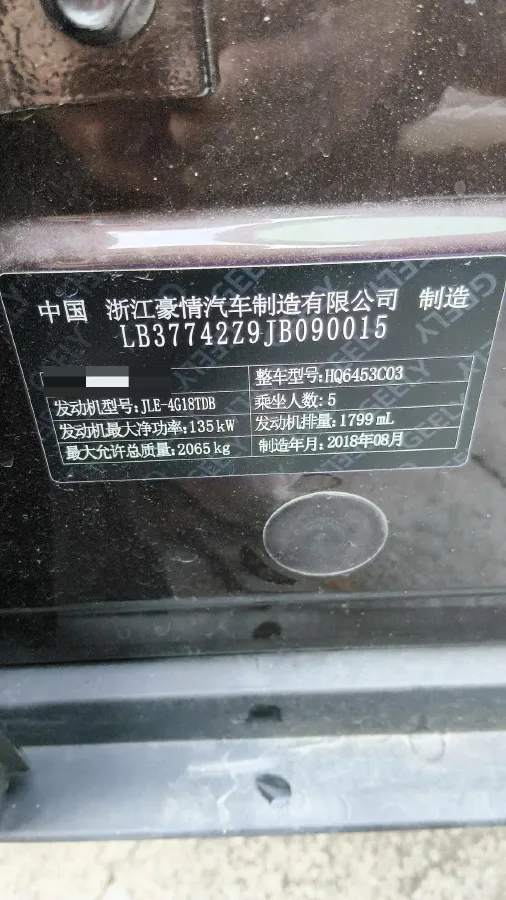 中国 浙江豪情汽车制造有限公司 制造
LB37742Z9JB090015
整车型号:HQ6453C03
发动机型号:JLE-4G18TDB 乘坐人数:5
发动机最大净功率:135kW 发动机排量:1799mL
最大允许总质量:2065kg 制造年月:2018年08月
GEELY